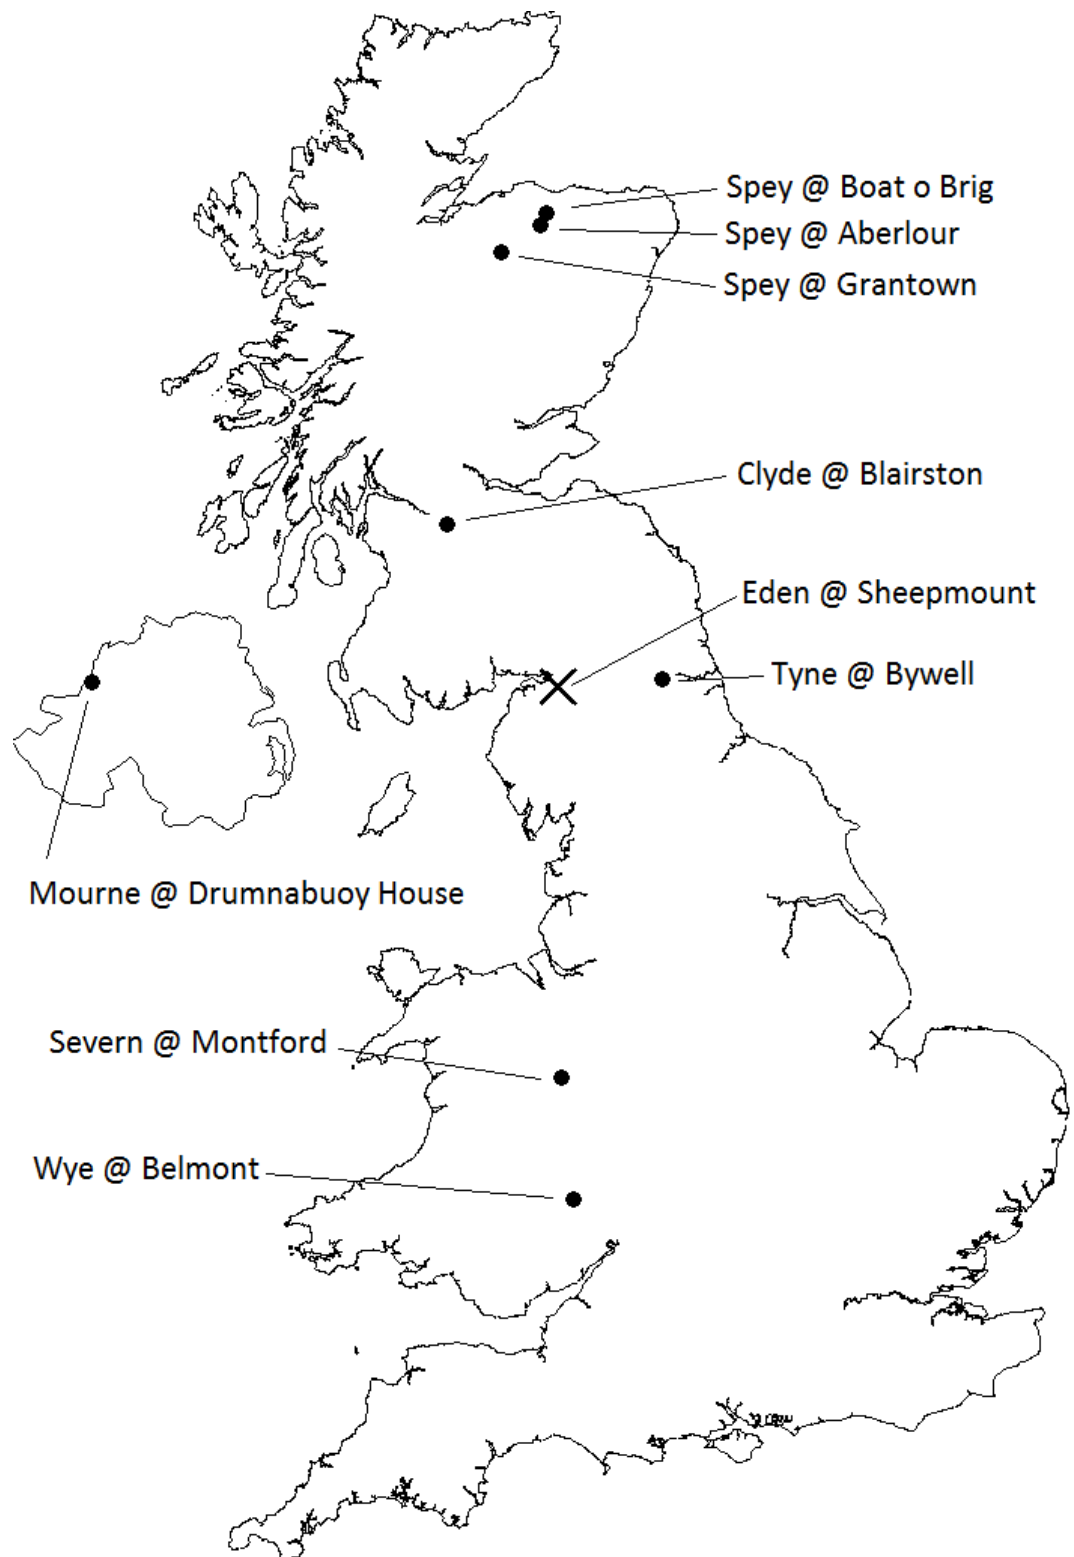 Spey @ Boat o Brig
Spey @ Aberlour
Spey @ Grantown
Clyde @ Blairston
Eden @ Sheepmount
Tyne @ Bywell
Mourne @ Drumnabuoy House
Severn @ Montford
Wye @ Belmont